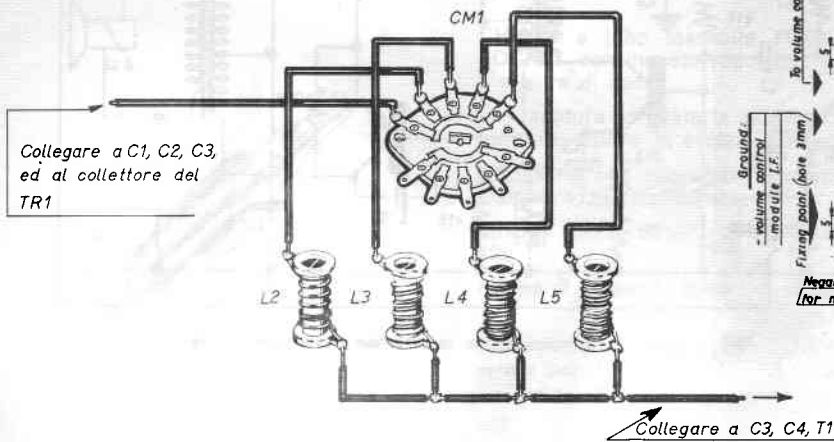 CM1
Collegare a C1, C2, C3,
ed al collettore del
TR1
L2
L3
L4
L5
Collegare a C3, C4, T1
To volume co
Ground:
- volume control
module I.F.
Fixing point (hole 3mm)
Nega
for n